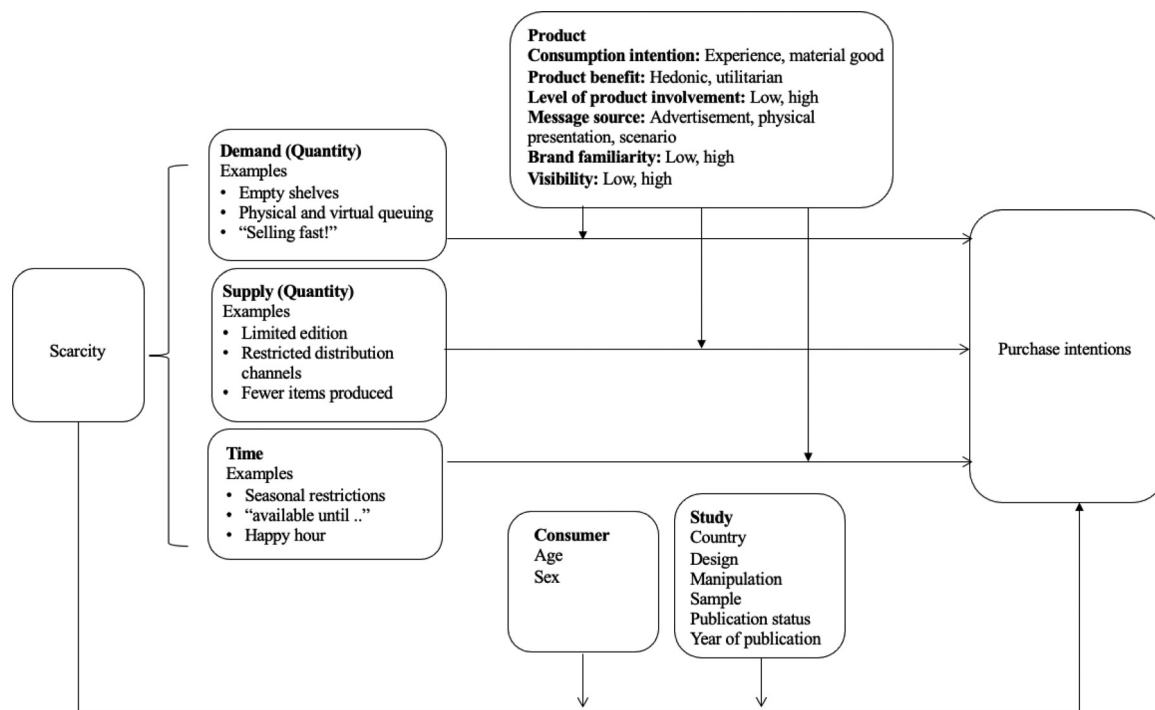 Product
Consumption intention: Experience, material good
Product benefit: Hedonic, utilitarian
Level of product involvement: Low, high
Message source: Advertisement, physical
presentation, scenario
Brand familiarity: Low, high
Visibility: Low, high
Demand (Quantity)
Examples
• Empty shelves
• Physical and virtual queuing
• “Selling fast!”
Scarcity
Supply (Quantity)
Examples
• Limited edition
• Restricted distribution
channels
• Fewer items produced
Purchase intentions
Time
Examples
• Seasonal restrictions
• “available until ..”
• Happy hour
Consumer
Age
Sex
Study
Country
Design
Manipulation
Sample
Publication status
Year of publication